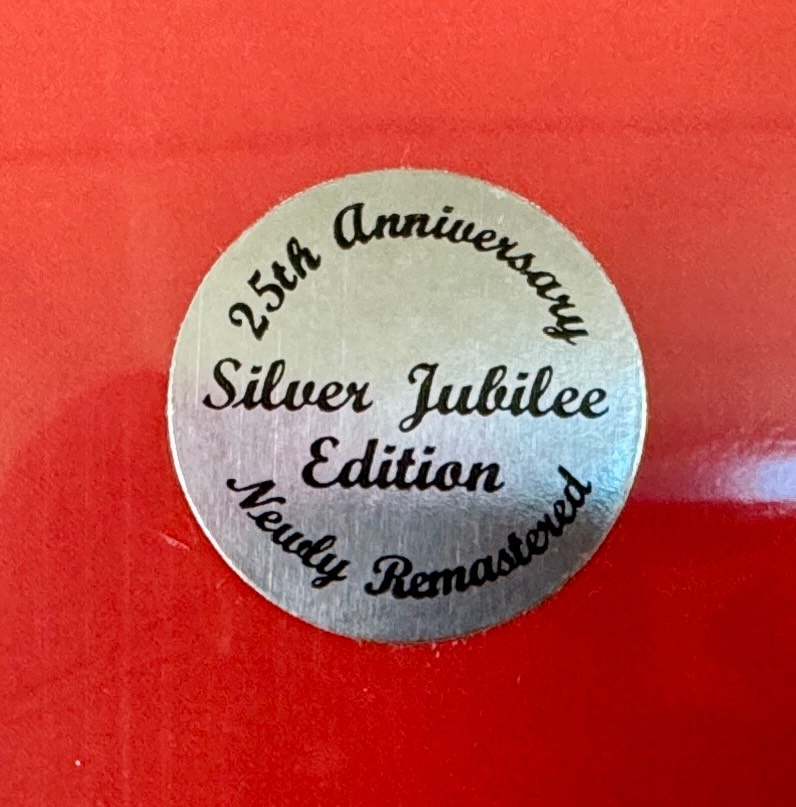 25th Anniversary
Silver Jubilee
Edition
Newly Remastered